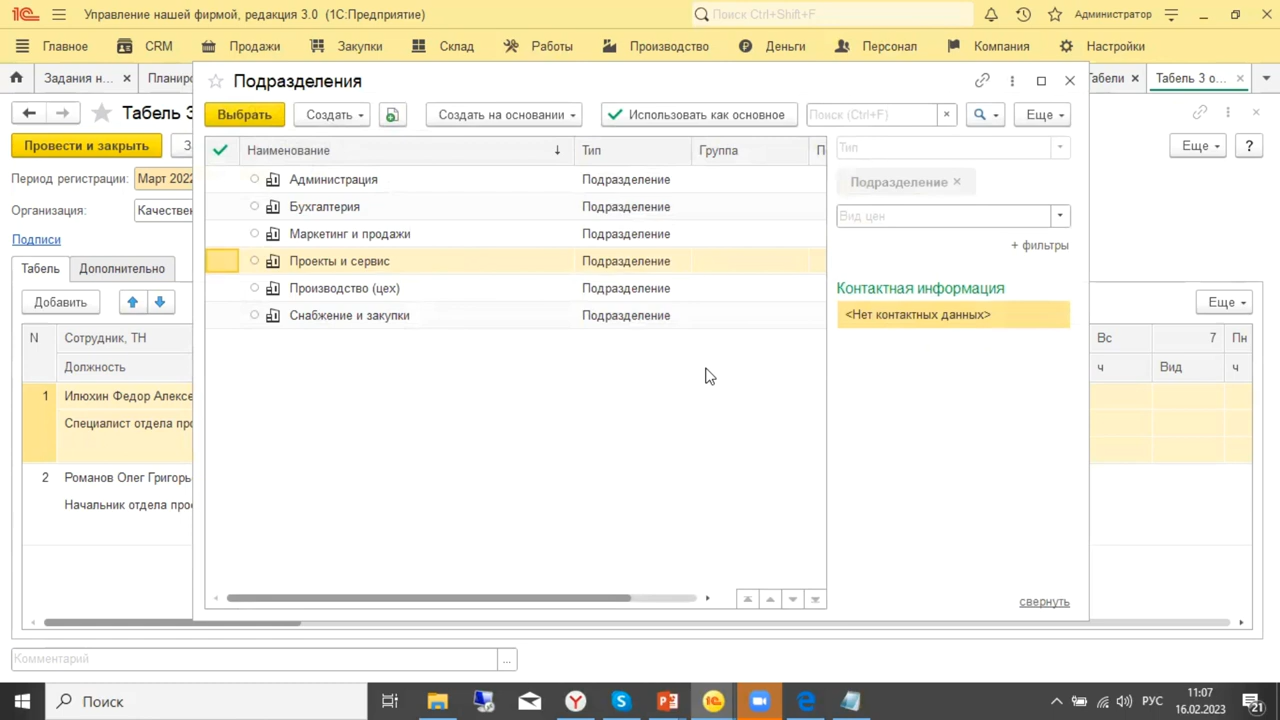 Управление нашей фирмой, редакция 3.0 (1С:Предприятие)
Поиск Ctrl+Shift+F
Администратор
Главное CRM Продажи Закупки Склад Работы Производство Деньги Персонал Компания Настройки
Задания н... × Планиро
Табели × Табель 3 о... ×
Подразделения
Табель 3
Выбрать Создать Создать на основании Использовать как основное Поиск (Ctrl+F) × Еще
Провести и закрыть З
Еще ?
Наименование ↓ Тип Группа П
Тип
Период регистрации: Март 2022
Администрация Подразделение
Подразделение ×
Организация: Качествен
Бухгалтерия Подразделение
Вид цен
Подписи
Маркетинг и продажи Подразделение
+ фильтры
Табель Дополнительно
Проекты и сервис Подразделение
Производство (цех) Подразделение
Контактная информация
Добавить
Снабжение и закупки Подразделение
<Нет контактных данных>
Еще
N Сотрудник, ТН
Вс 7 Пн
Должность
ч Вид ч
1 Илюхин Федор Алексе
Специалист отдела про
2 Романов Олег Григорь
Начальник отдела прое
свернуть
Комментарий ...
Поиск
РУС
11:07
16.02.2023
21